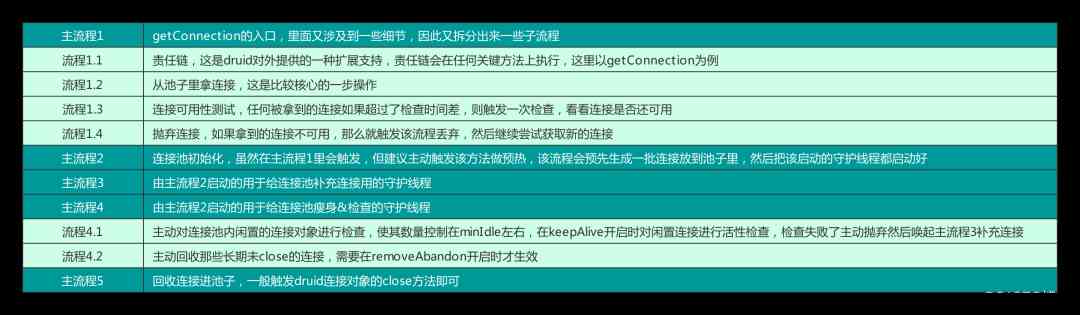 主流程1 getConnection的入口，里面又涉及到一些细节，因此又拆分出来一些子流程
流程1.1 责任链，这是druid对外提供的一种扩展支持，责任链会在任何关键方法上执行，这里以getConnection为例
流程1.2 从池子里拿连接，这是比较核心的一步操作
流程1.3 连接可用性测试，任何被拿到的连接如果超过了检查时间差，则触发一次检查，看看连接是否还可用
流程1.4 抛弃连接，如果拿到的连接不可用，那么就触发该流程丢弃，然后继续尝试获取新的连接
主流程2 连接池初始化，虽然在主流程1里会触发，但建议主动触发该方法做预热，该流程会预先生成一批连接放到池子里，然后把该启动的守护线程都启动好
主流程3 由主流程2启动的用于给连接池补充连接用的守护线程
主流程4 由主流程2启动的用于给连接池瘦身&检查的守护线程
流程4.1 主动对连接池内闲置的连接对象进行检查，使其数量控制在minIdle左右，在keepAlive开启时对闲置连接进行活性检查，检查失败了主动抛弃然后唤起主流程3补充连接
流程4.2 主动回收那些长期未close的连接，需要在removeAbandon开启时才生效
主流程5 回收连接进池子，一般触发druid连接对象的close方法即可